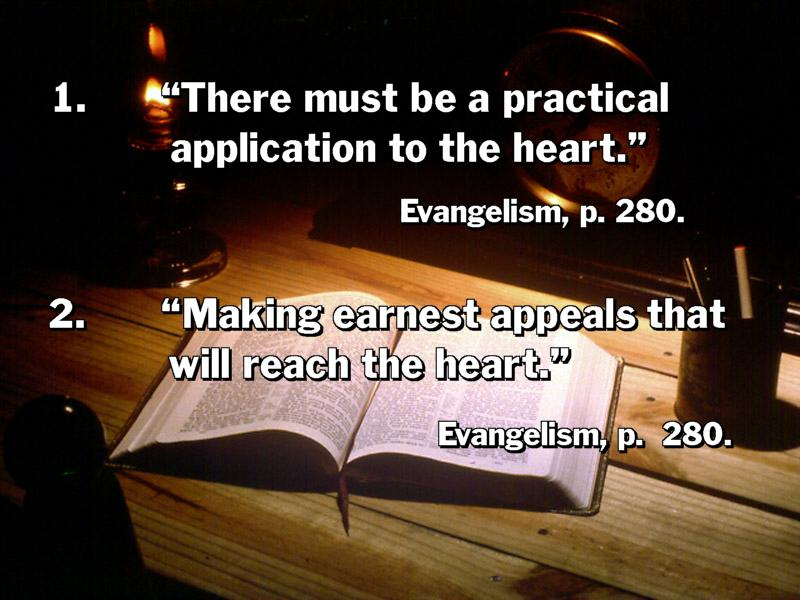 1. “There must be a practical
application to the heart.”
Evangelism, p. 280.
2. “Making earnest appeals that
will reach the heart.”
Evangelism, p. 280.